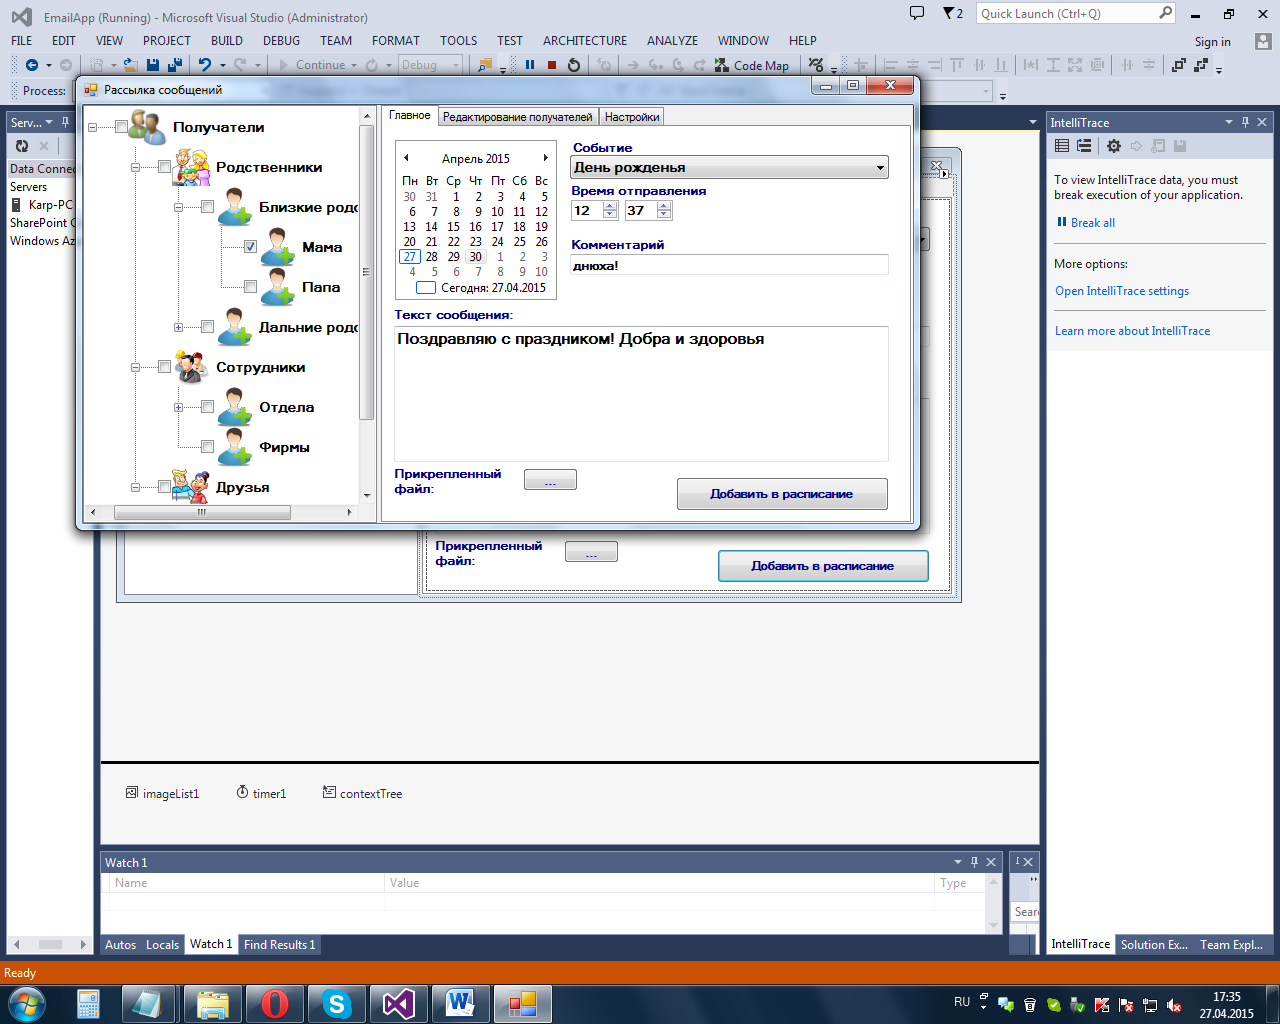 EmailApp (Running) - Microsoft Visual Studio (Administrator)
2
Quick Launch (Ctrl+Q)
FILE EDIT VIEW PROJECT BUILD DEBUG TEAM FORMAT TOOLS TEST ARCHITECTURE ANALYZE WINDOW HELP
Sign in
Continue
Debug
Code Map
Process:
Рассылка сообщений
Получатели
Родственники
Близкие родс
Мама
Папа
Дальние родс
Сотрудники
Отдела
Фирмы
Друзья
Главное
Редактирование получателей
Настройки
Апрель 2015
Пн Вт Ср Чт Пт Сб Вс
30 31 1 2 3 4 5
6 7 8 9 10 11 12
13 14 15 16 17 18 19
20 21 22 23 24 25 26
27 28 29 30 1 2 3
4 5 6 7 8 9 10
Сегодня: 27.04.2015
Событие
День рожденья
Время отправления
12 37
Комментарий
днюха!
Текст сообщения:
Поздравляю с праздником! Добра и здоровья
Прикрепленный
файл:
...
Добавить в расписание
Прикрепленный
файл:
...
Добавить в расписание
Serv...
Data Connec
Servers
Karp-PC
SharePoint C
Windows Az
IntelliTrace
To view IntelliTrace data, you must
break execution of your application.
Break all
More options:
Open IntelliTrace settings
Learn more about IntelliTrace
imageList1
timer1
contextTree
Watch 1
Name
Value
Type
Sear
Autos
Locals
Watch 1
Find Results 1
IntelliTrace
Solution Ex...
Team Expl...
Ready
RU
17:35
27.04.2015